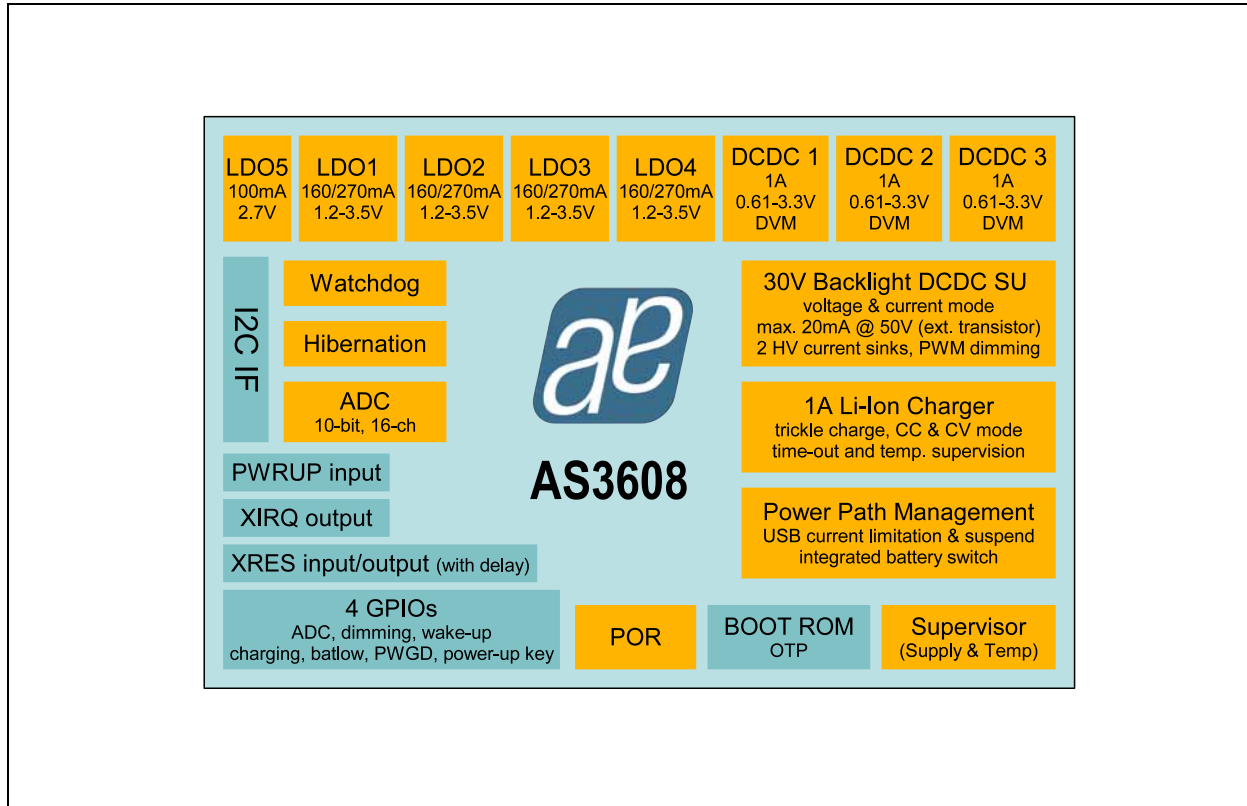 LDO5
100mA
2.7V
LDO1
160/270mA
1.2-3.5V
LDO2
160/270mA
1.2-3.5V
LDO3
160/270mA
1.2-3.5V
LDO4
160/270mA
1.2-3.5V
DCDC 1
1A
0.61-3.3V
DVM
DCDC 2
1A
0.61-3.3V
DVM
DCDC 3
1A
0.61-3.3V
DVM
I2C IF
Watchdog
Hibernation
ADC
10-bit, 16-ch
PWRUP input
XIRQ output
XRES input/output (with delay)
4 GPIOs
ADC, dimming, wake-up
charging, batlow, PWGD, power-up key
ae
AS3608
30V Backlight DCDC SU
voltage & current mode
max. 20mA @ 50V (ext. transistor)
2 HV current sinks, PWM dimming
1A Li-Ion Charger
trickle charge, CC & CV mode
time-out and temp. supervision
Power Path Management
USB current limitation & suspend
integrated battery switch
POR
BOOT ROM
OTP
Supervisor
(Supply & Temp)